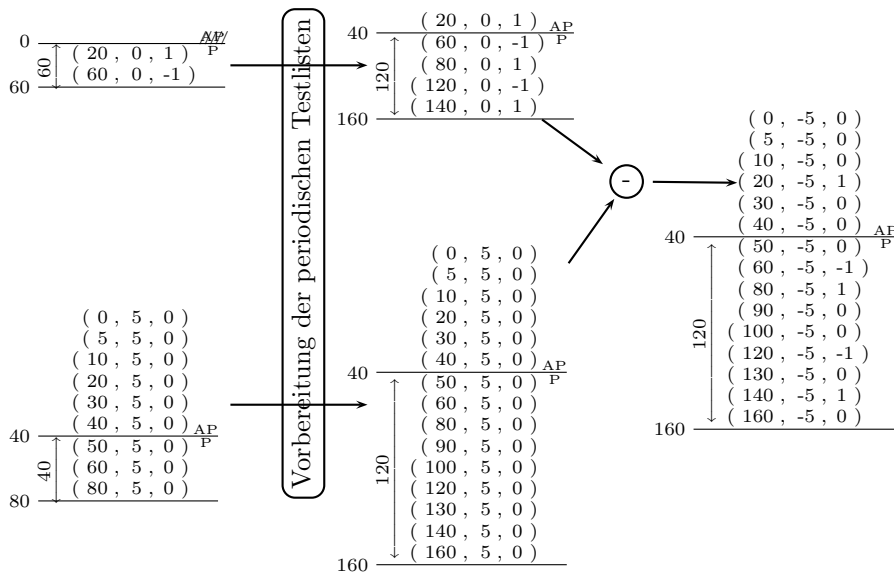 0
AP
P
( 20 , 0 , 1 )
( 60 , 0 , -1 )
60
60
( 0 , 5 , 0 )
( 5 , 5 , 0 )
( 10 , 5 , 0 )
( 20 , 5 , 0 )
( 30 , 5 , 0 )
( 40 , 5 , 0 )
AP
40
P
( 50 , 5 , 0 )
( 60 , 5 , 0 )
( 80 , 5 , 0 )
40
80
Vorbereitung der periodischen Testlisten
( 20 , 0 , 1 )
AP
40
P
( 60 , 0 , -1 )
( 80 , 0 , 1 )
( 120 , 0 , -1 )
( 140 , 0 , 1 )
120
160
( 0 , 5 , 0 )
( 5 , 5 , 0 )
( 10 , 5 , 0 )
( 20 , 5 , 0 )
( 30 , 5 , 0 )
( 40 , 5 , 0 )
AP
40
P
( 50 , 5 , 0 )
( 60 , 5 , 0 )
( 80 , 5 , 0 )
( 90 , 5 , 0 )
( 100 , 5 , 0 )
( 120 , 5 , 0 )
( 130 , 5 , 0 )
( 140 , 5 , 0 )
( 160 , 5 , 0 )
120
160
-
( 0 , -5 , 0 )
( 5 , -5 , 0 )
( 10 , -5 , 0 )
( 20 , -5 , 1 )
( 30 , -5 , 0 )
( 40 , -5 , 0 )
AP
40
P
( 50 , -5 , 0 )
( 60 , -5 , -1 )
( 80 , -5 , 1 )
( 90 , -5 , 0 )
( 100 , -5 , 0 )
( 120 , -5 , -1 )
( 130 , -5 , 0 )
( 140 , -5 , 1 )
( 160 , -5 , 0 )
120
160